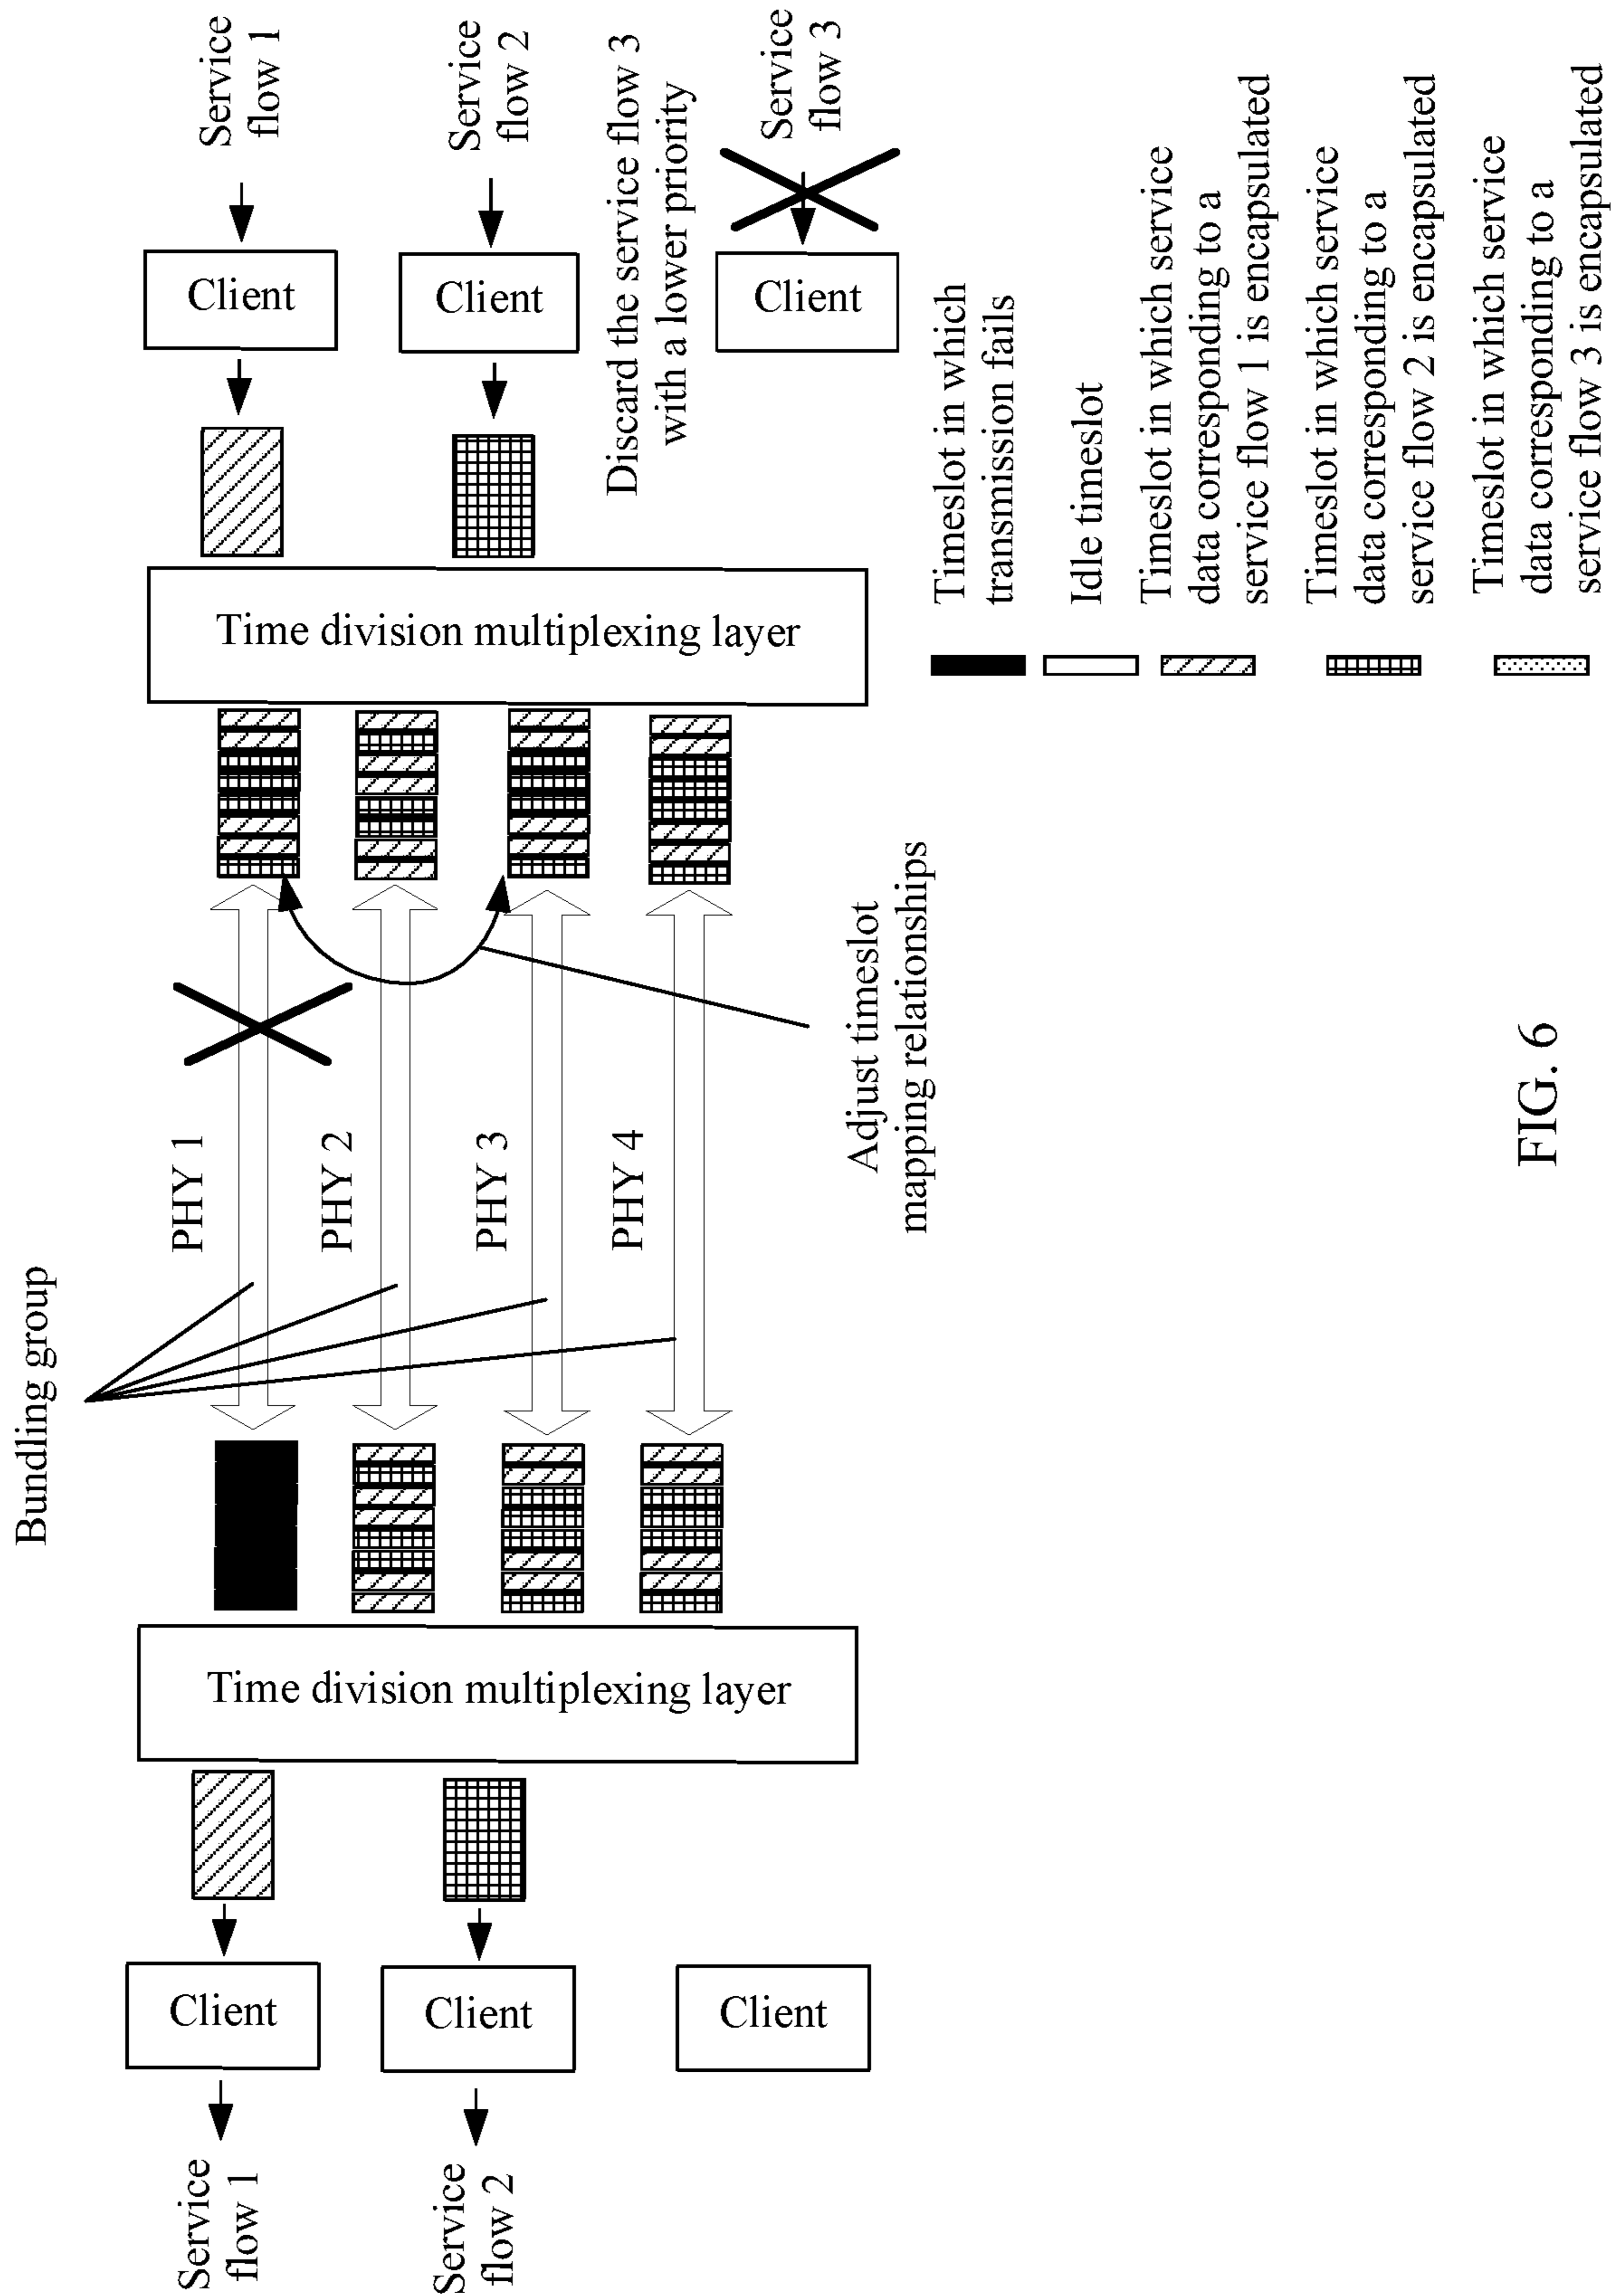 Service
flow 1
Service
flow 2
Discard the service flow 3
with a lower priority
Service
flow 3
Client
Client
Client
Time division multiplexing layer
Bundling group
PHY 1
PHY 2
PHY 3
PHY 4
Adjust timeslot
mapping relationships
Time division multiplexing layer
Client
Client
Client
Service
flow 1
Service
flow 2
Timeslot in which
transmission fails
Idle timeslot
Timeslot in which service
data corresponding to a
service flow 1 is encapsulated
Timeslot in which service
data corresponding to a
service flow 2 is encapsulated
Timeslot in which service
data corresponding to a
service flow 3 is encapsulated
FIG. 6